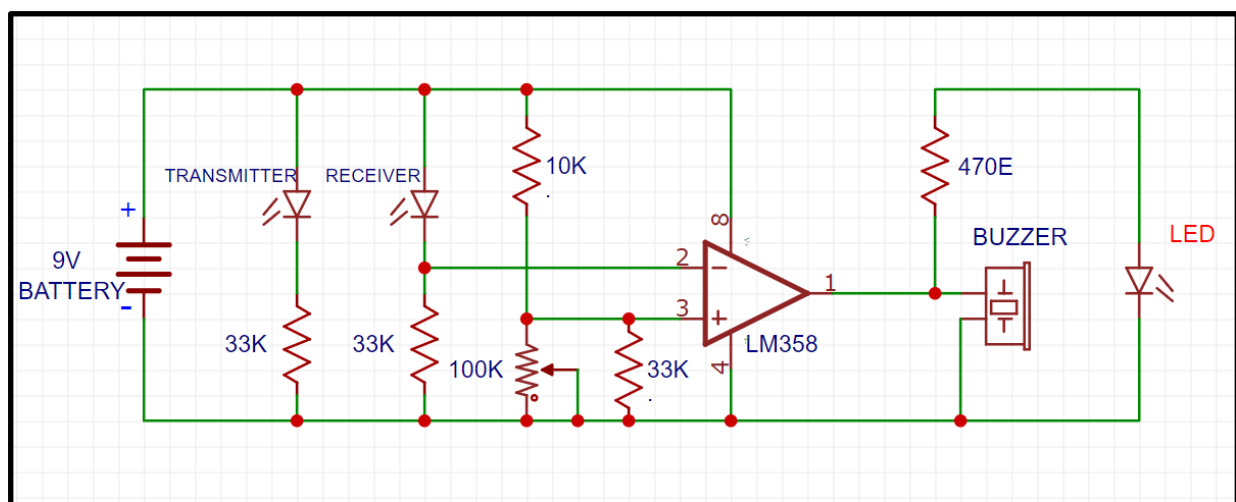 TRANSMITTER
RECEIVER
10K
.
470E
+
9V
BATTERY
-
8
2
-
3
+
1
4
LM358
BUZZER
LED
33K
33K
100K
33K
.